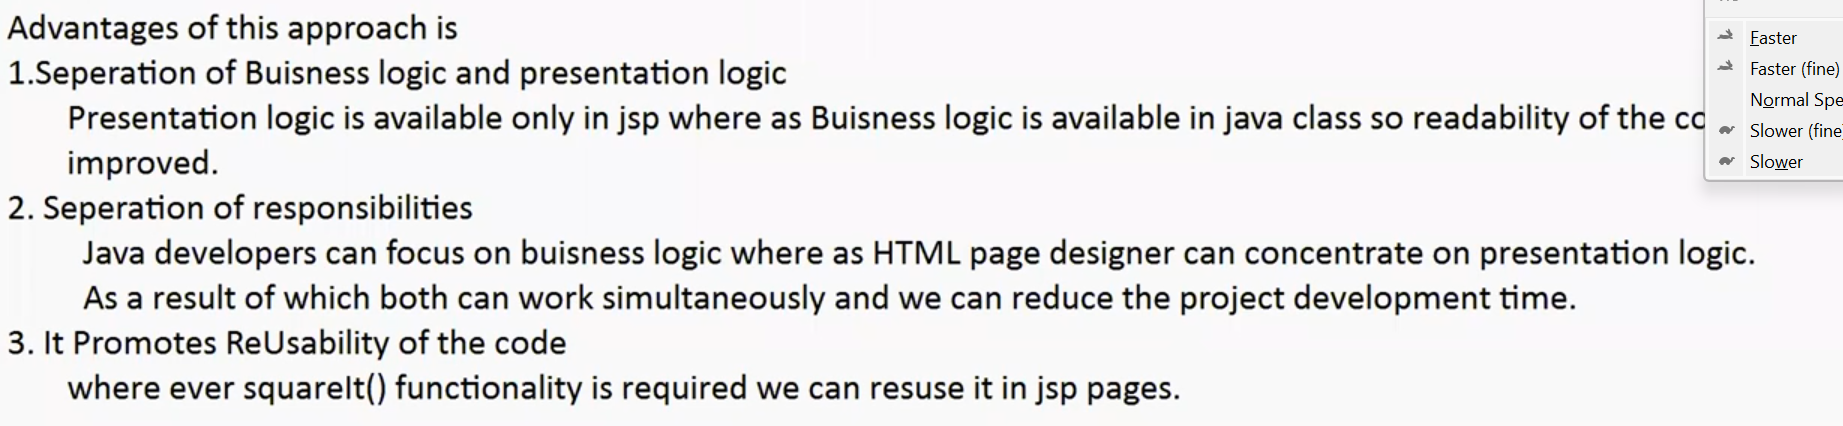 Advantages of this approach is
1.Seperation of Buisness logic and presentation logic
Presentation logic is available only in jsp where as Buisness logic is available in java class so readability of the
improved.
2. Seperation of responsibilities
Java developers can focus on buisness logic where as HTML page designer can concentrate on presentation logic.
As a result of which both can work simultaneously and we can reduce the project development time.
3. It Promotes ReUsability of the code
where ever squareIt() functionality is required we can resuse it in jsp pages.
Faster
Faster (fine)
Normal Spe
Slower (fine
Slower